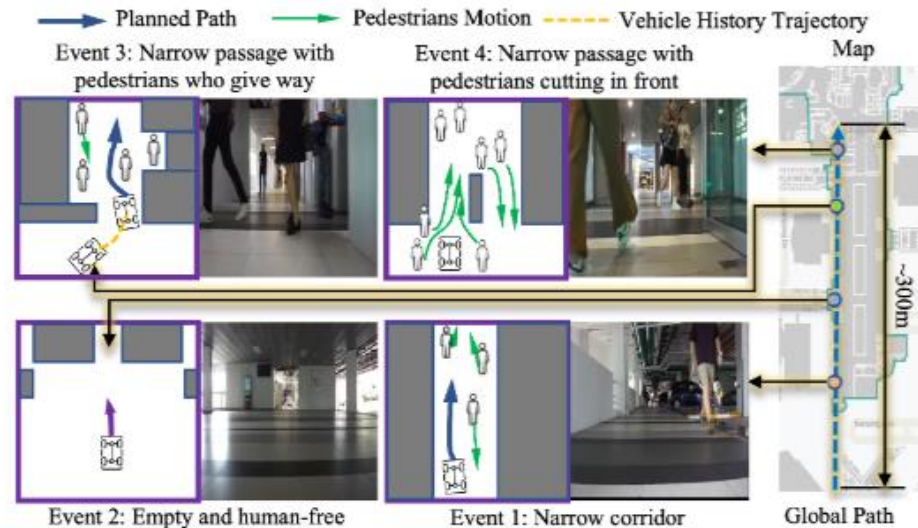 Planned Path
Pedestrians Motion
Vehicle History Trajectory
Event 3: Narrow passage with
pedestrians who give way
Event 4: Narrow passage with
pedestrians cutting in front
Map
~300m
Event 2: Empty and human-free
Event 1: Narrow corridor
Global Path